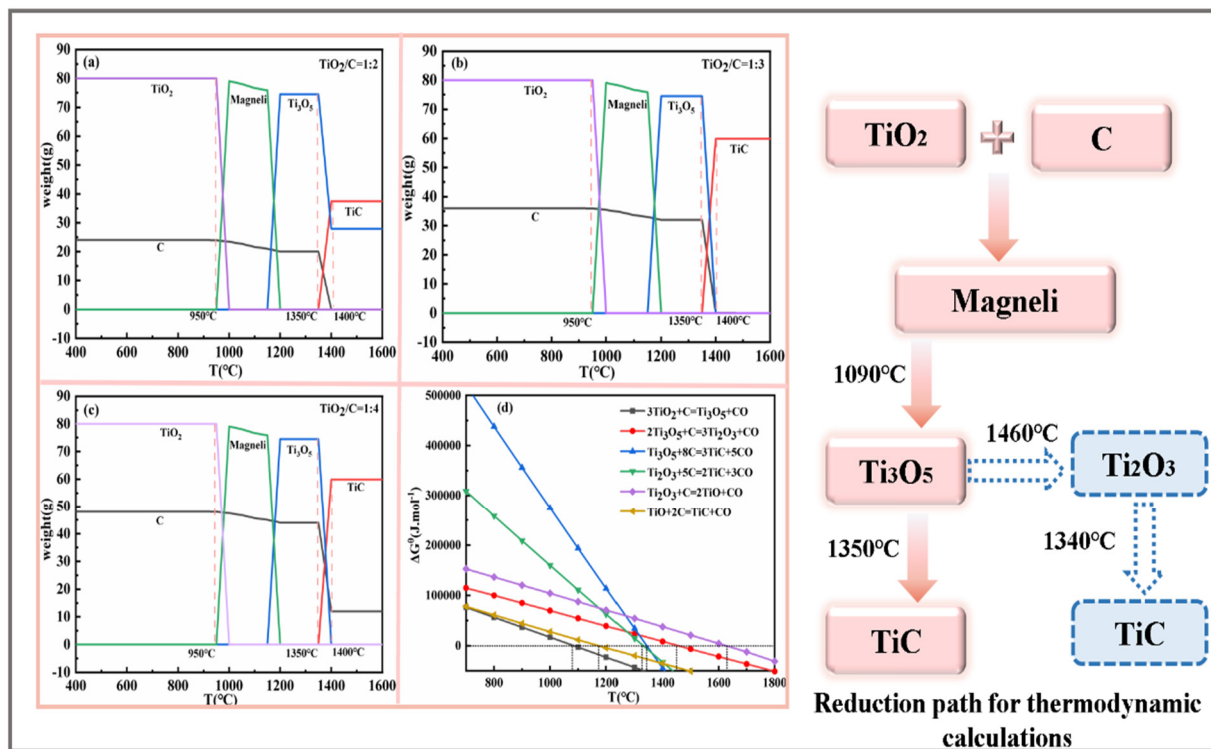 (a)
TiO₂/C=1:2
TiO₂
Magneli
Ti₃O₅
TiC
C
950℃
1350℃
1400℃
90
80
70
60
50
40
30
20
10
0
-10
weight(g)
400 600 800 1000 1200 1400 1600
T(℃)
(b)
TiO₂/C=1:3
TiO₂
Magneli
Ti₃O₅
TiC
C
950℃
1350℃
1400℃
90
80
70
60
50
40
30
20
10
0
-10
weight(g)
400 600 800 1000 1200 1400 1600
T(℃)
(c)
TiO₂/C=1:4
TiO₂
Magneli
Ti₃O₅
TiC
C
950℃
1350℃
1400℃
90
80
70
60
50
40
30
20
10
0
-10
weight(g)
400 600 800 1000 1200 1400 1600
T(℃)
(d)
3TiO₂+C=Ti₃O₅+CO
2Ti₃O₅+C=3Ti₂O₃+CO
Ti₃O₅+8C=3TiC+5CO
Ti₂O₃+5C=2TiC+3CO
Ti₂O₃+C=2TiO+CO
TiO+2C=TiC+CO
500000
400000
300000
200000
100000
0
ΔG⁰(J.mol⁻¹)
800 1000 1200 1400 1600 1800
T(℃)
TiO₂
C
Magneli
1090℃
Ti₃O₅
1460℃
Ti₂O₃
1350℃
1340℃
TiC
TiC
Reduction path for thermodynamic
calculations